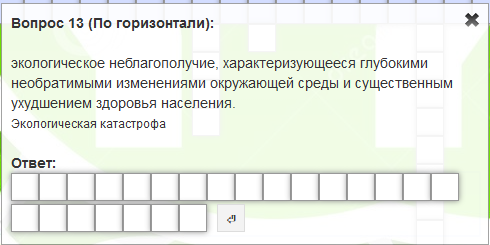 Вопрос 13 (По горизонтали):
экологическое неблагополучие, характеризующееся глубокими
необратимыми изменениями окружающей среды и существенным
ухудшением здоровья населения.
Экологическая катастрофа
Ответ: